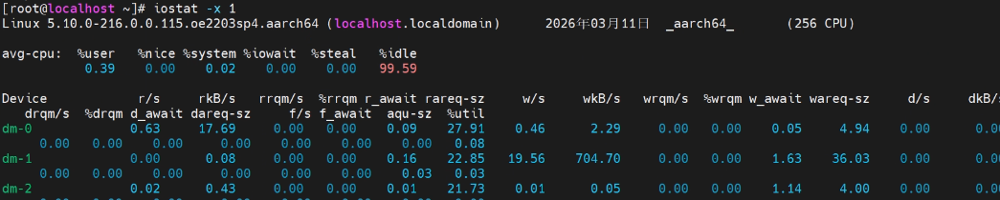 [root@localhost ~]# iostat -x 1
Linux 5.10.0-216.0.0.115.oe2203sp4.aarch64 (localhost.localdomain) 2026年03月11日 _aarch64_ (256 CPU)
avg-cpu: %user %nice %system %iowait %steal %idle
0.39 0.00 0.02 0.00 0.00 99.59
Device r/s rkB/s rrqm/s %rrqm r_await rareq-sz w/s wkB/s wrqm/s %wrqm w_await wareq-sz d/s dkB/
drqm/s %drqm d_await dareq-sz f/s f_await aqu-sz %util
dm-0 0.63 17.69 0.00 0.00 0.09 27.91 0.46 2.29 0.00 0.00 0.05 4.94 0.00 0.0
0.00 0.00 0.00 0.00 0.00 0.00 0.00 0.08
dm-1 0.00 0.08 0.00 0.00 0.16 22.85 19.56 704.70 0.00 0.00 1.63 36.03 0.00 0.0
0.00 0.00 0.00 0.00 0.00 0.00 0.03 0.03
dm-2 0.02 0.43 0.00 0.00 0.01 21.73 0.01 0.05 0.00 0.00 1.14 4.00 0.00 0.0